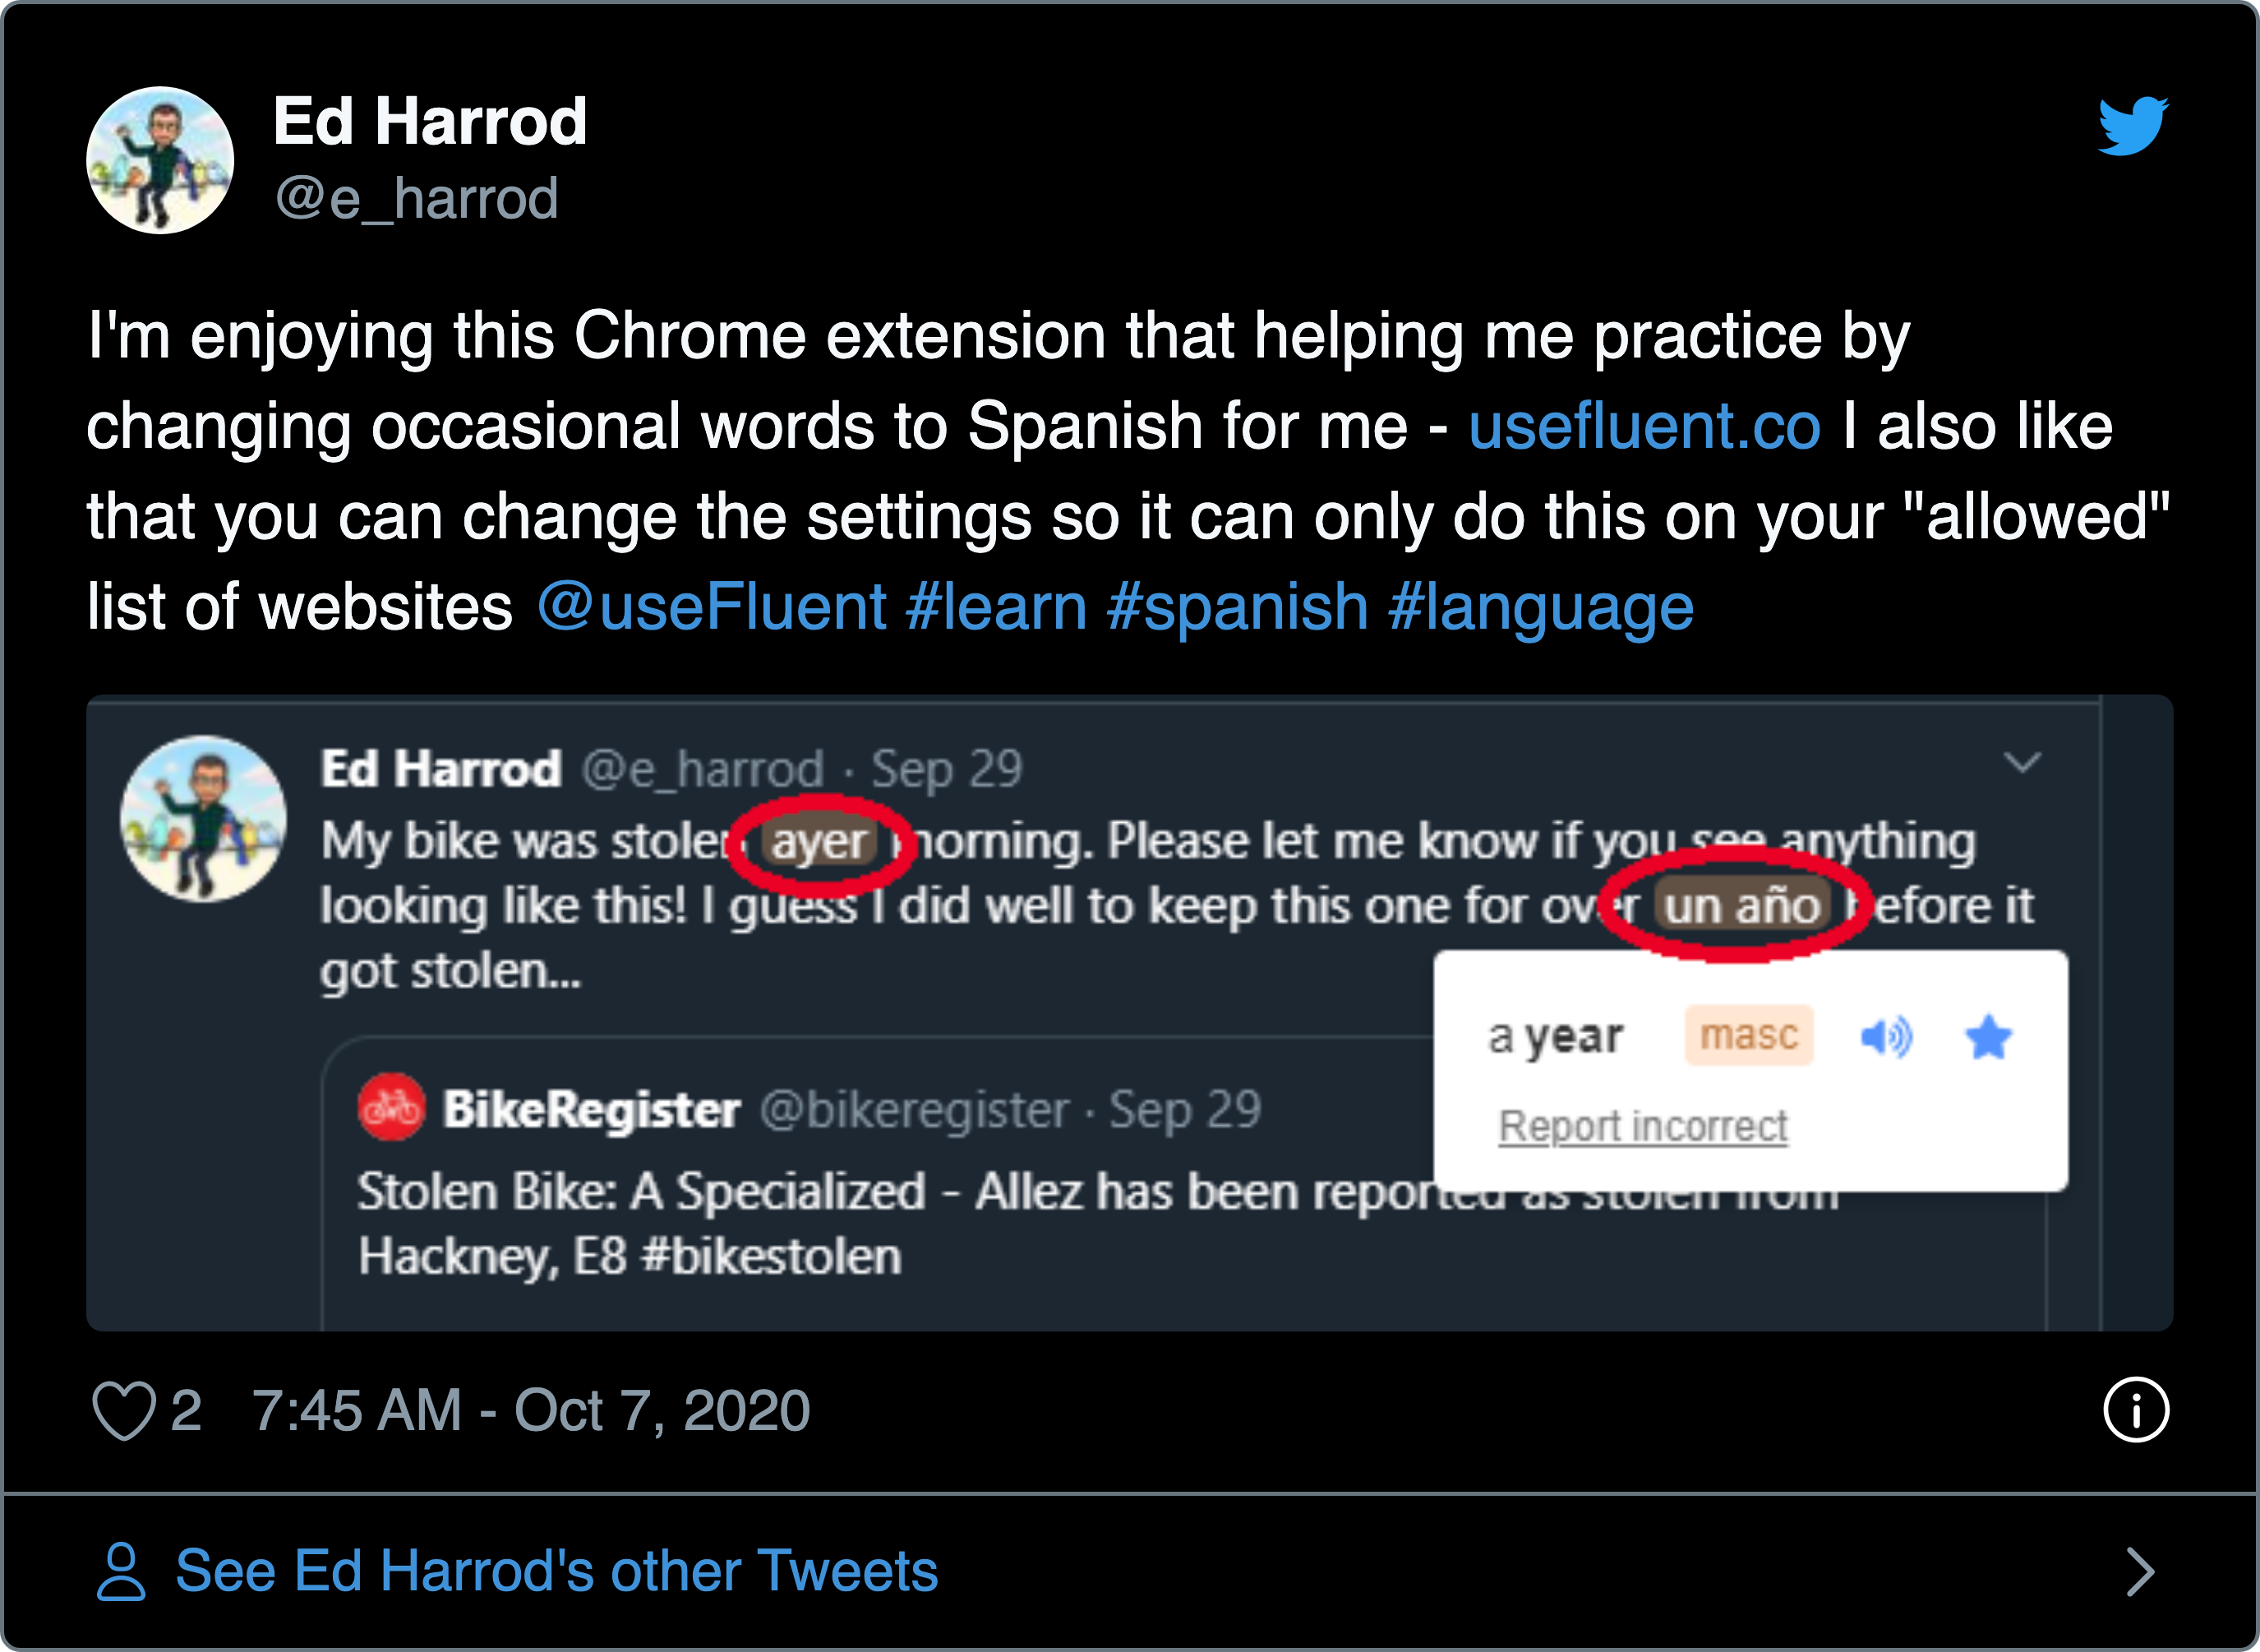 Ed Harrod
@e_harrod
I'm enjoying this Chrome extension that helping me practice by
changing occasional words to Spanish for me - usefluent.co I also like
that you can change the settings so it can only do this on your "allowed"
list of websites @useFluent #learn #spanish #language
Ed Harrod @e_harrod · Sep 29
My bike was stolen ayer morning. Please let me know if you see anything
looking like this! I guess I did well to keep this one for over un año before it
got stolen...
a year masc
Report incorrect
BikeRegister @bikeregister · Sep 29
Stolen Bike: A Specialized - Allez has been reported as stolen from
Hackney, E8 #bikestolen
2 7:45 AM - Oct 7, 2020
See Ed Harrod's other Tweets